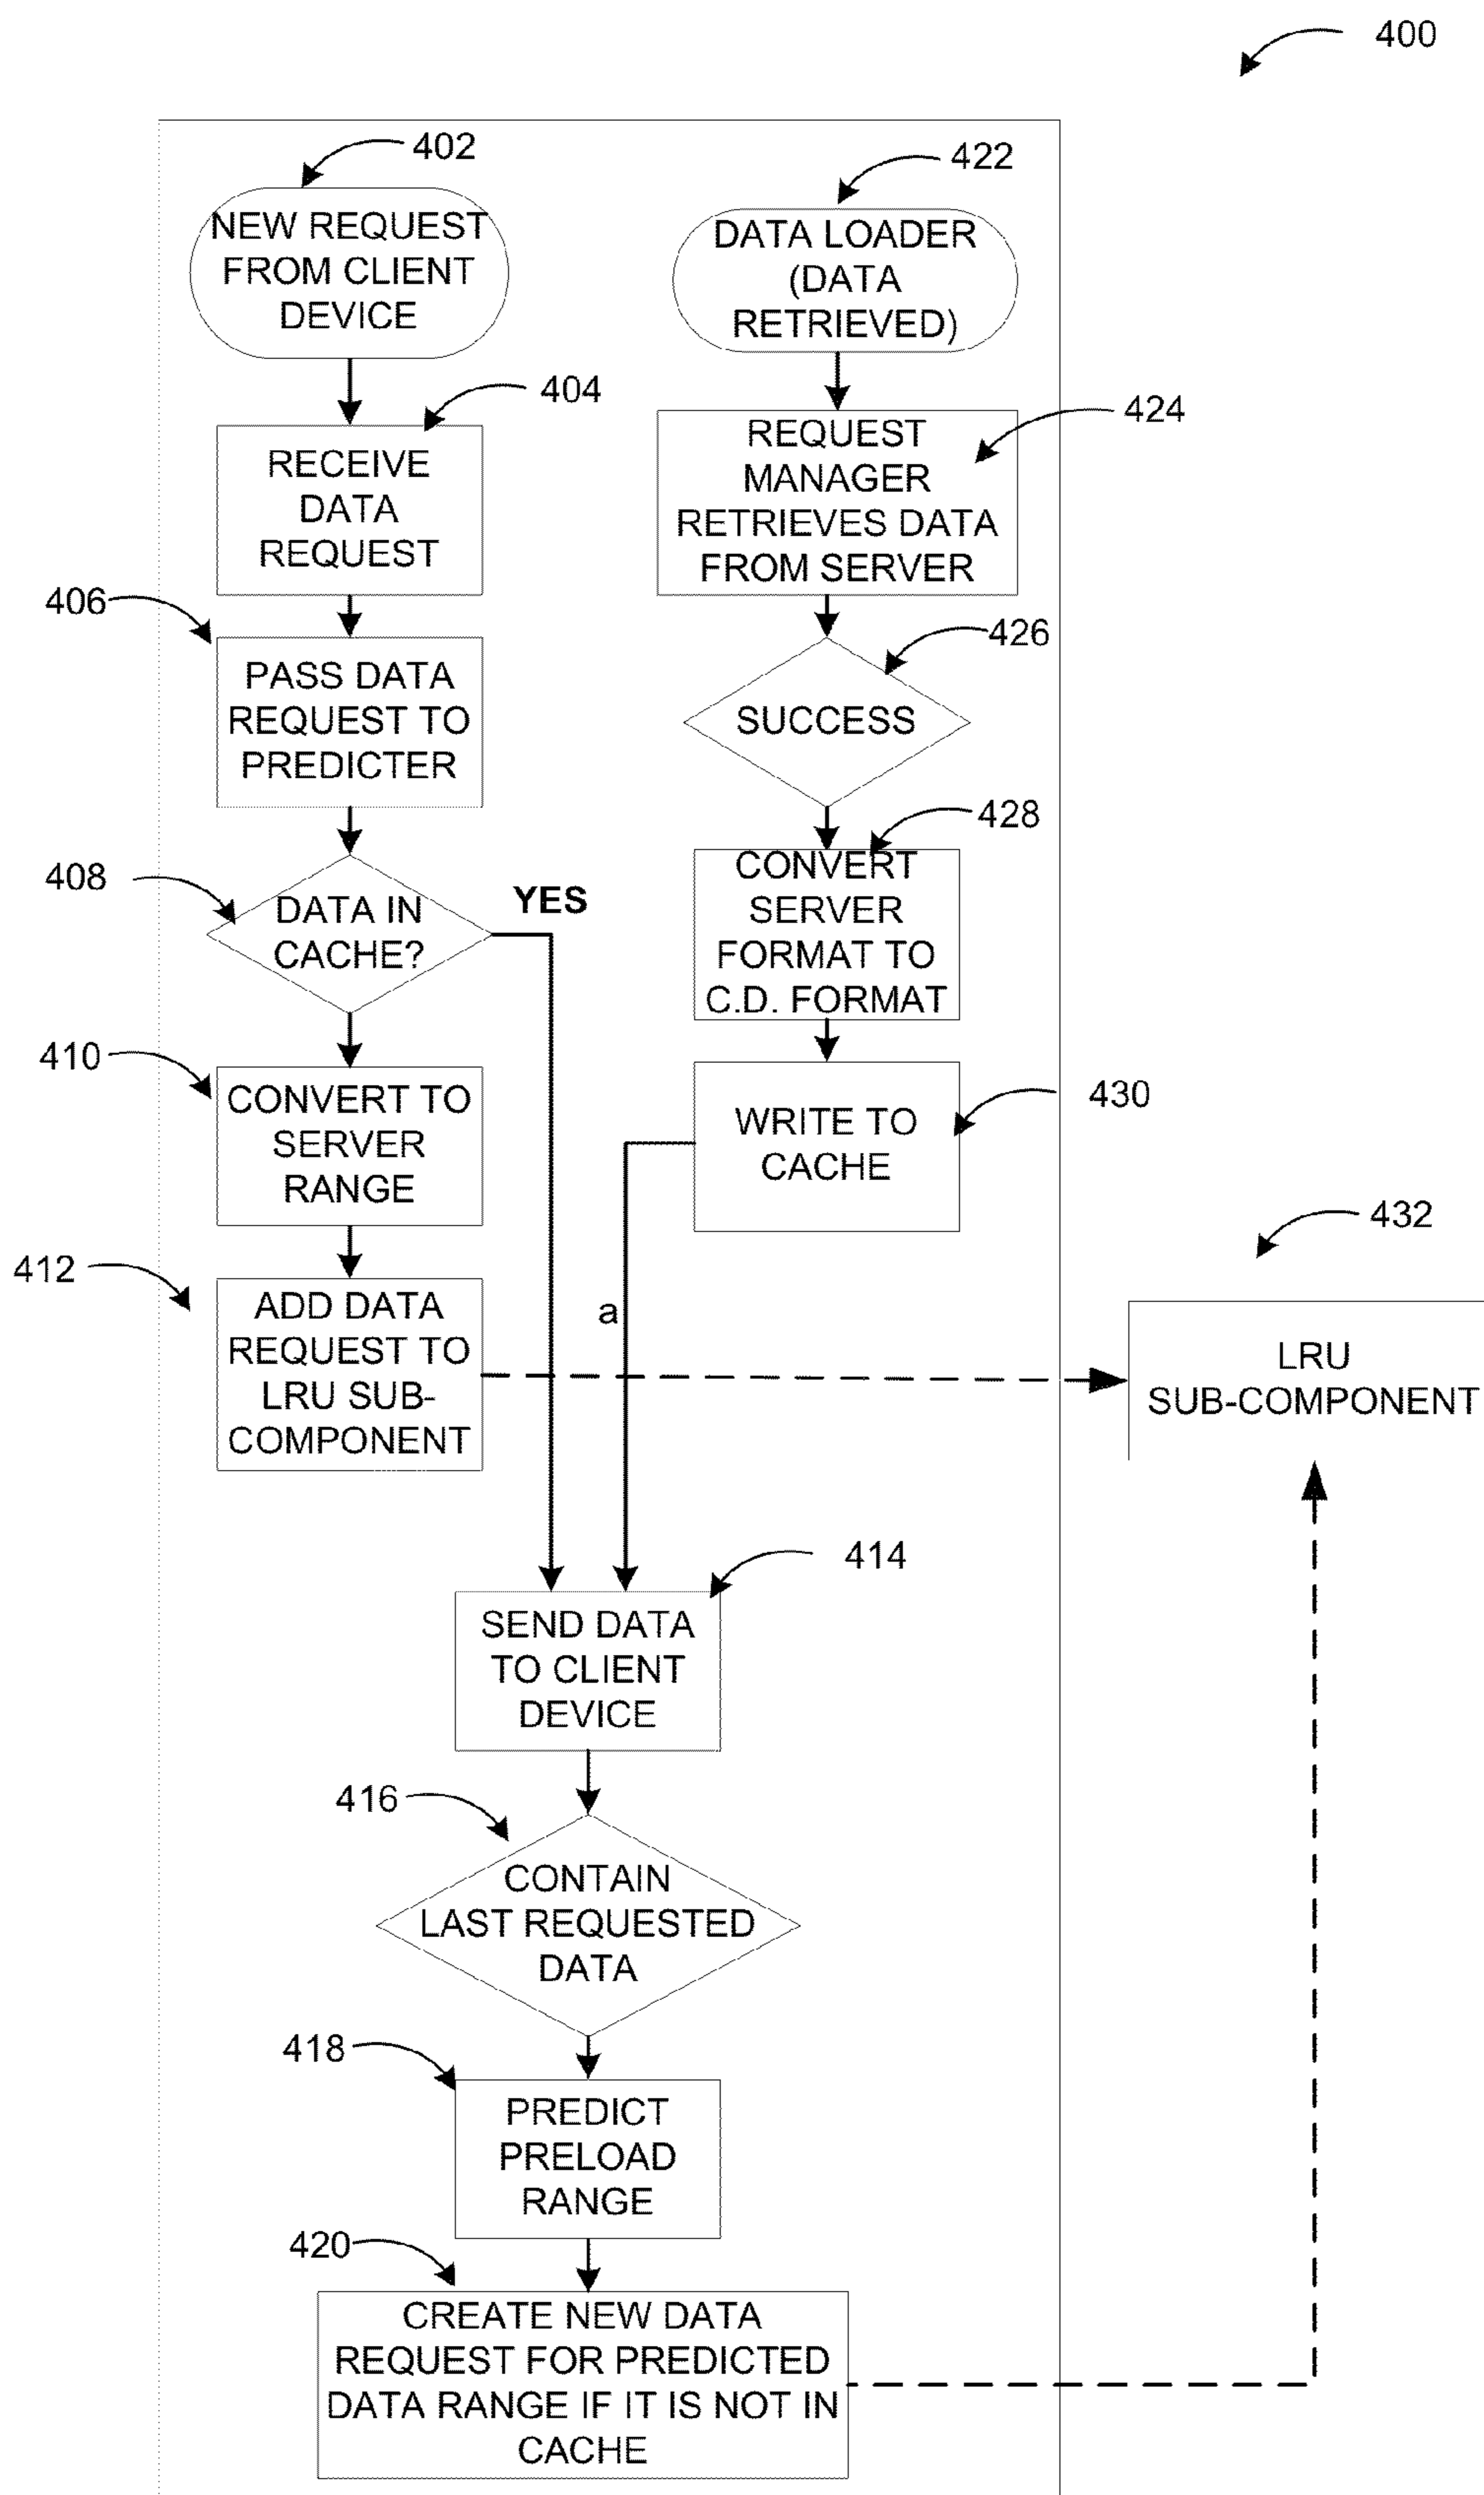 400
402
NEW REQUEST
FROM CLIENT
DEVICE
404
RECEIVE
DATA
REQUEST
406
PASS DATA
REQUEST TO
PREDICTER
408
DATA IN
CACHE?
YES
410
CONVERT TO
SERVER
RANGE
412
ADD DATA
REQUEST TO
LRU SUB-
COMPONENT
422
DATA LOADER
(DATA
RETRIEVED)
424
REQUEST
MANAGER
RETRIEVES DATA
FROM SERVER
426
SUCCESS
428
CONVERT
SERVER
FORMAT TO
C.D. FORMAT
430
WRITE TO
CACHE
a
432
LRU
SUB-COMPONENT
414
SEND DATA
TO CLIENT
DEVICE
416
CONTAIN
LAST REQUESTED
DATA
418
PREDICT
PRELOAD
RANGE
420
CREATE NEW DATA
REQUEST FOR PREDICTED
DATA RANGE IF IT IS NOT IN
CACHE